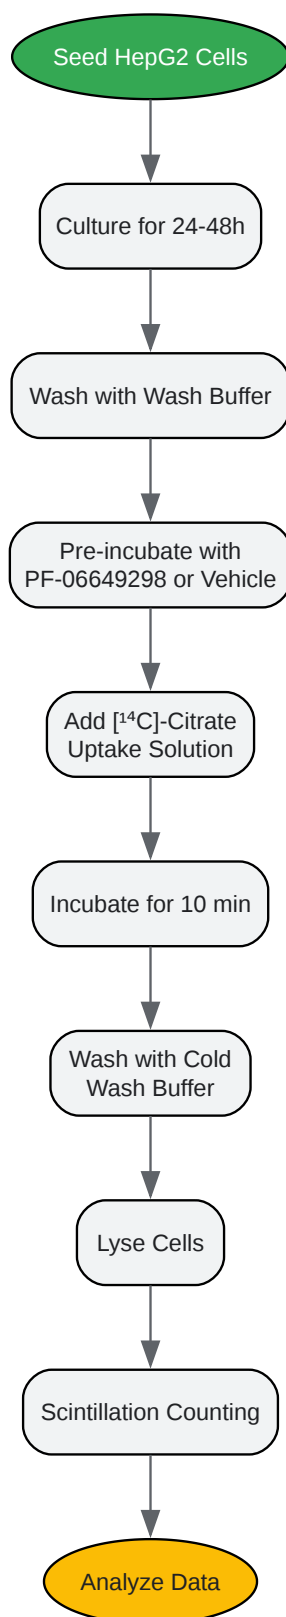 Seed HepG2 Cells
Culture for 24-48h
Wash with Wash Buffer
Pre-incubate with
PF-06649298 or Vehicle
Add [¹⁴C]-Citrate
Uptake Solution
Incubate for 10 min
Wash with Cold
Wash Buffer
Lyse Cells
Scintillation Counting
Analyze Data